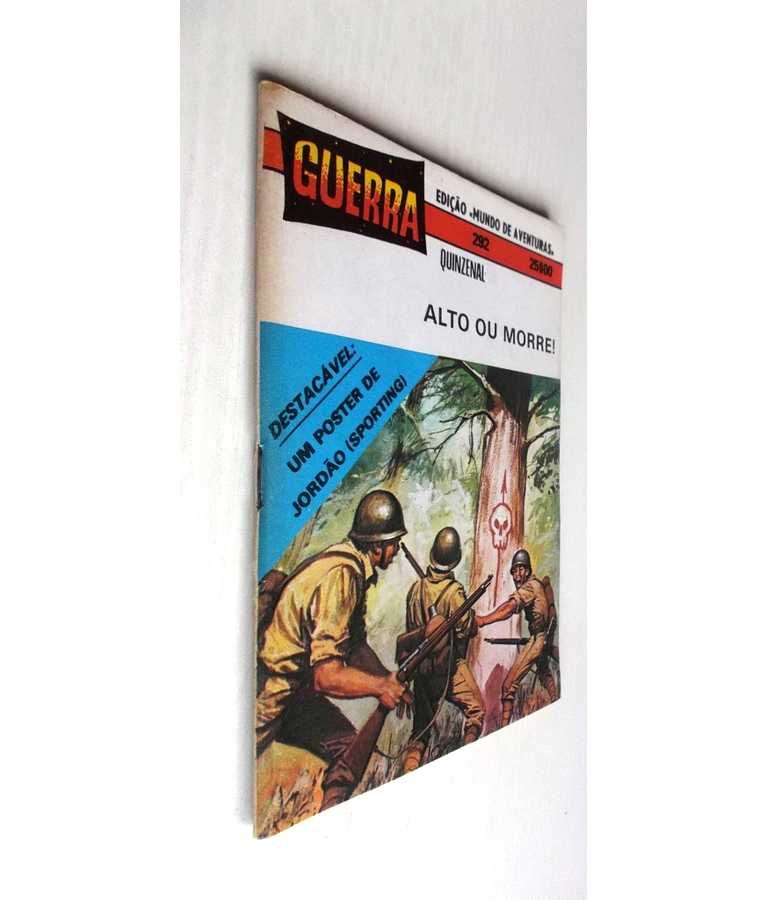 GUERRA
EDIÇÃO «MUNDO DE AVENTURAS»
292 25$00
QUINZENAL
ALTO OU MORRE!
DESTACÁVEL:
UM POSTER DE
JORDÃO (SPORTING)